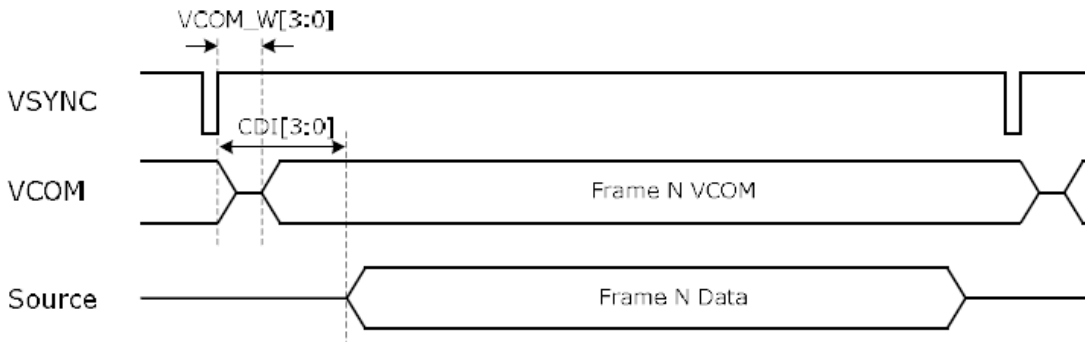 VCOM_W[3:0]
VSYNC
CDI[3:0]
VCOM
Frame N VCOM
Source
Frame N Data